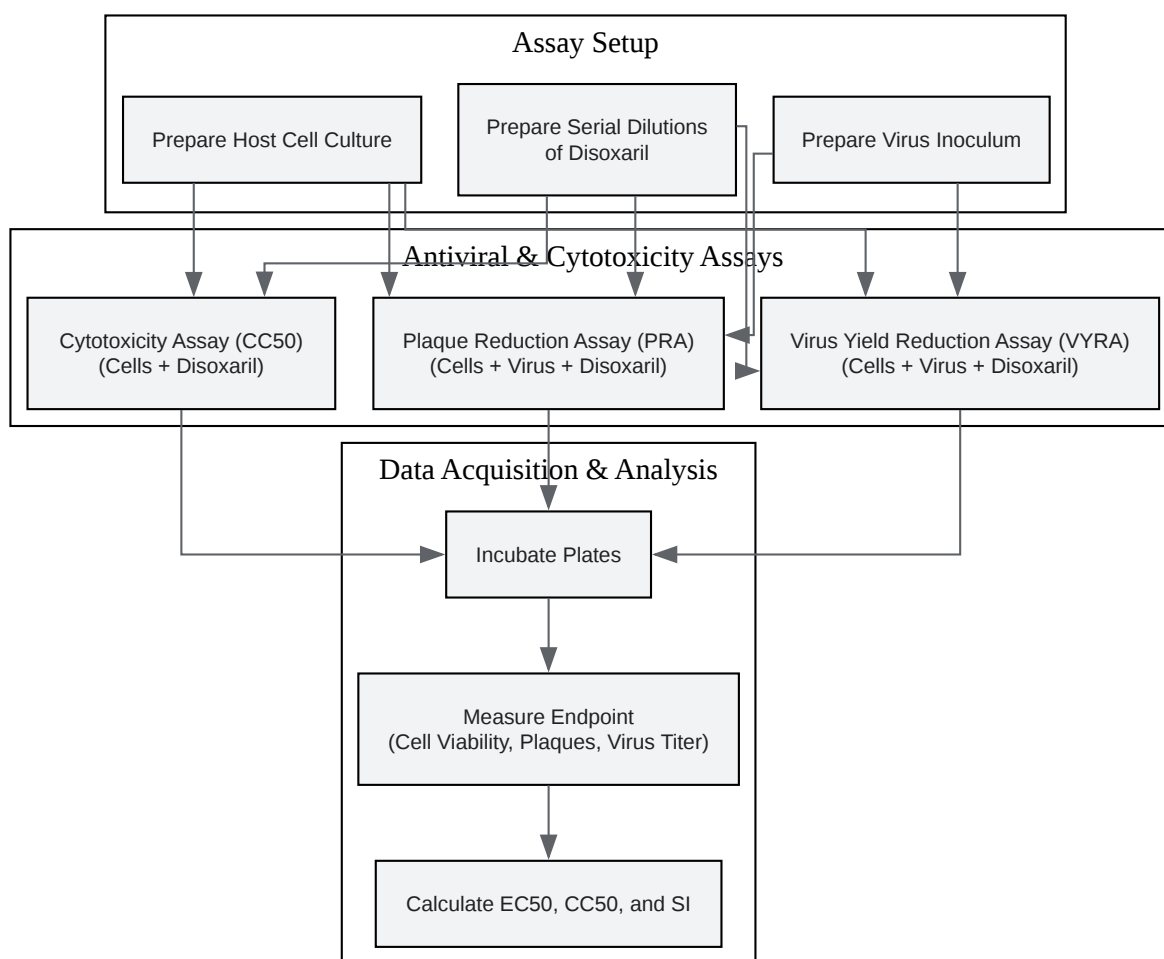 Assay Setup
Prepare Host Cell Culture
Prepare Serial Dilutions
of Disoxaril
Prepare Virus Inoculum
Antiviral & Cytotoxicity Assays
Cytotoxicity Assay (CC50)
(Cells + Disoxaril)
Plaque Reduction Assay (PRA)
(Cells + Virus + Disoxaril)
Virus Yield Reduction Assay (VYRA)
(Cells + Virus + Disoxaril)
Data Acquisition & Analysis
Incubate Plates
Measure Endpoint
(Cell Viability, Plaques, Virus Titer)
Calculate EC50, CC50, and SI